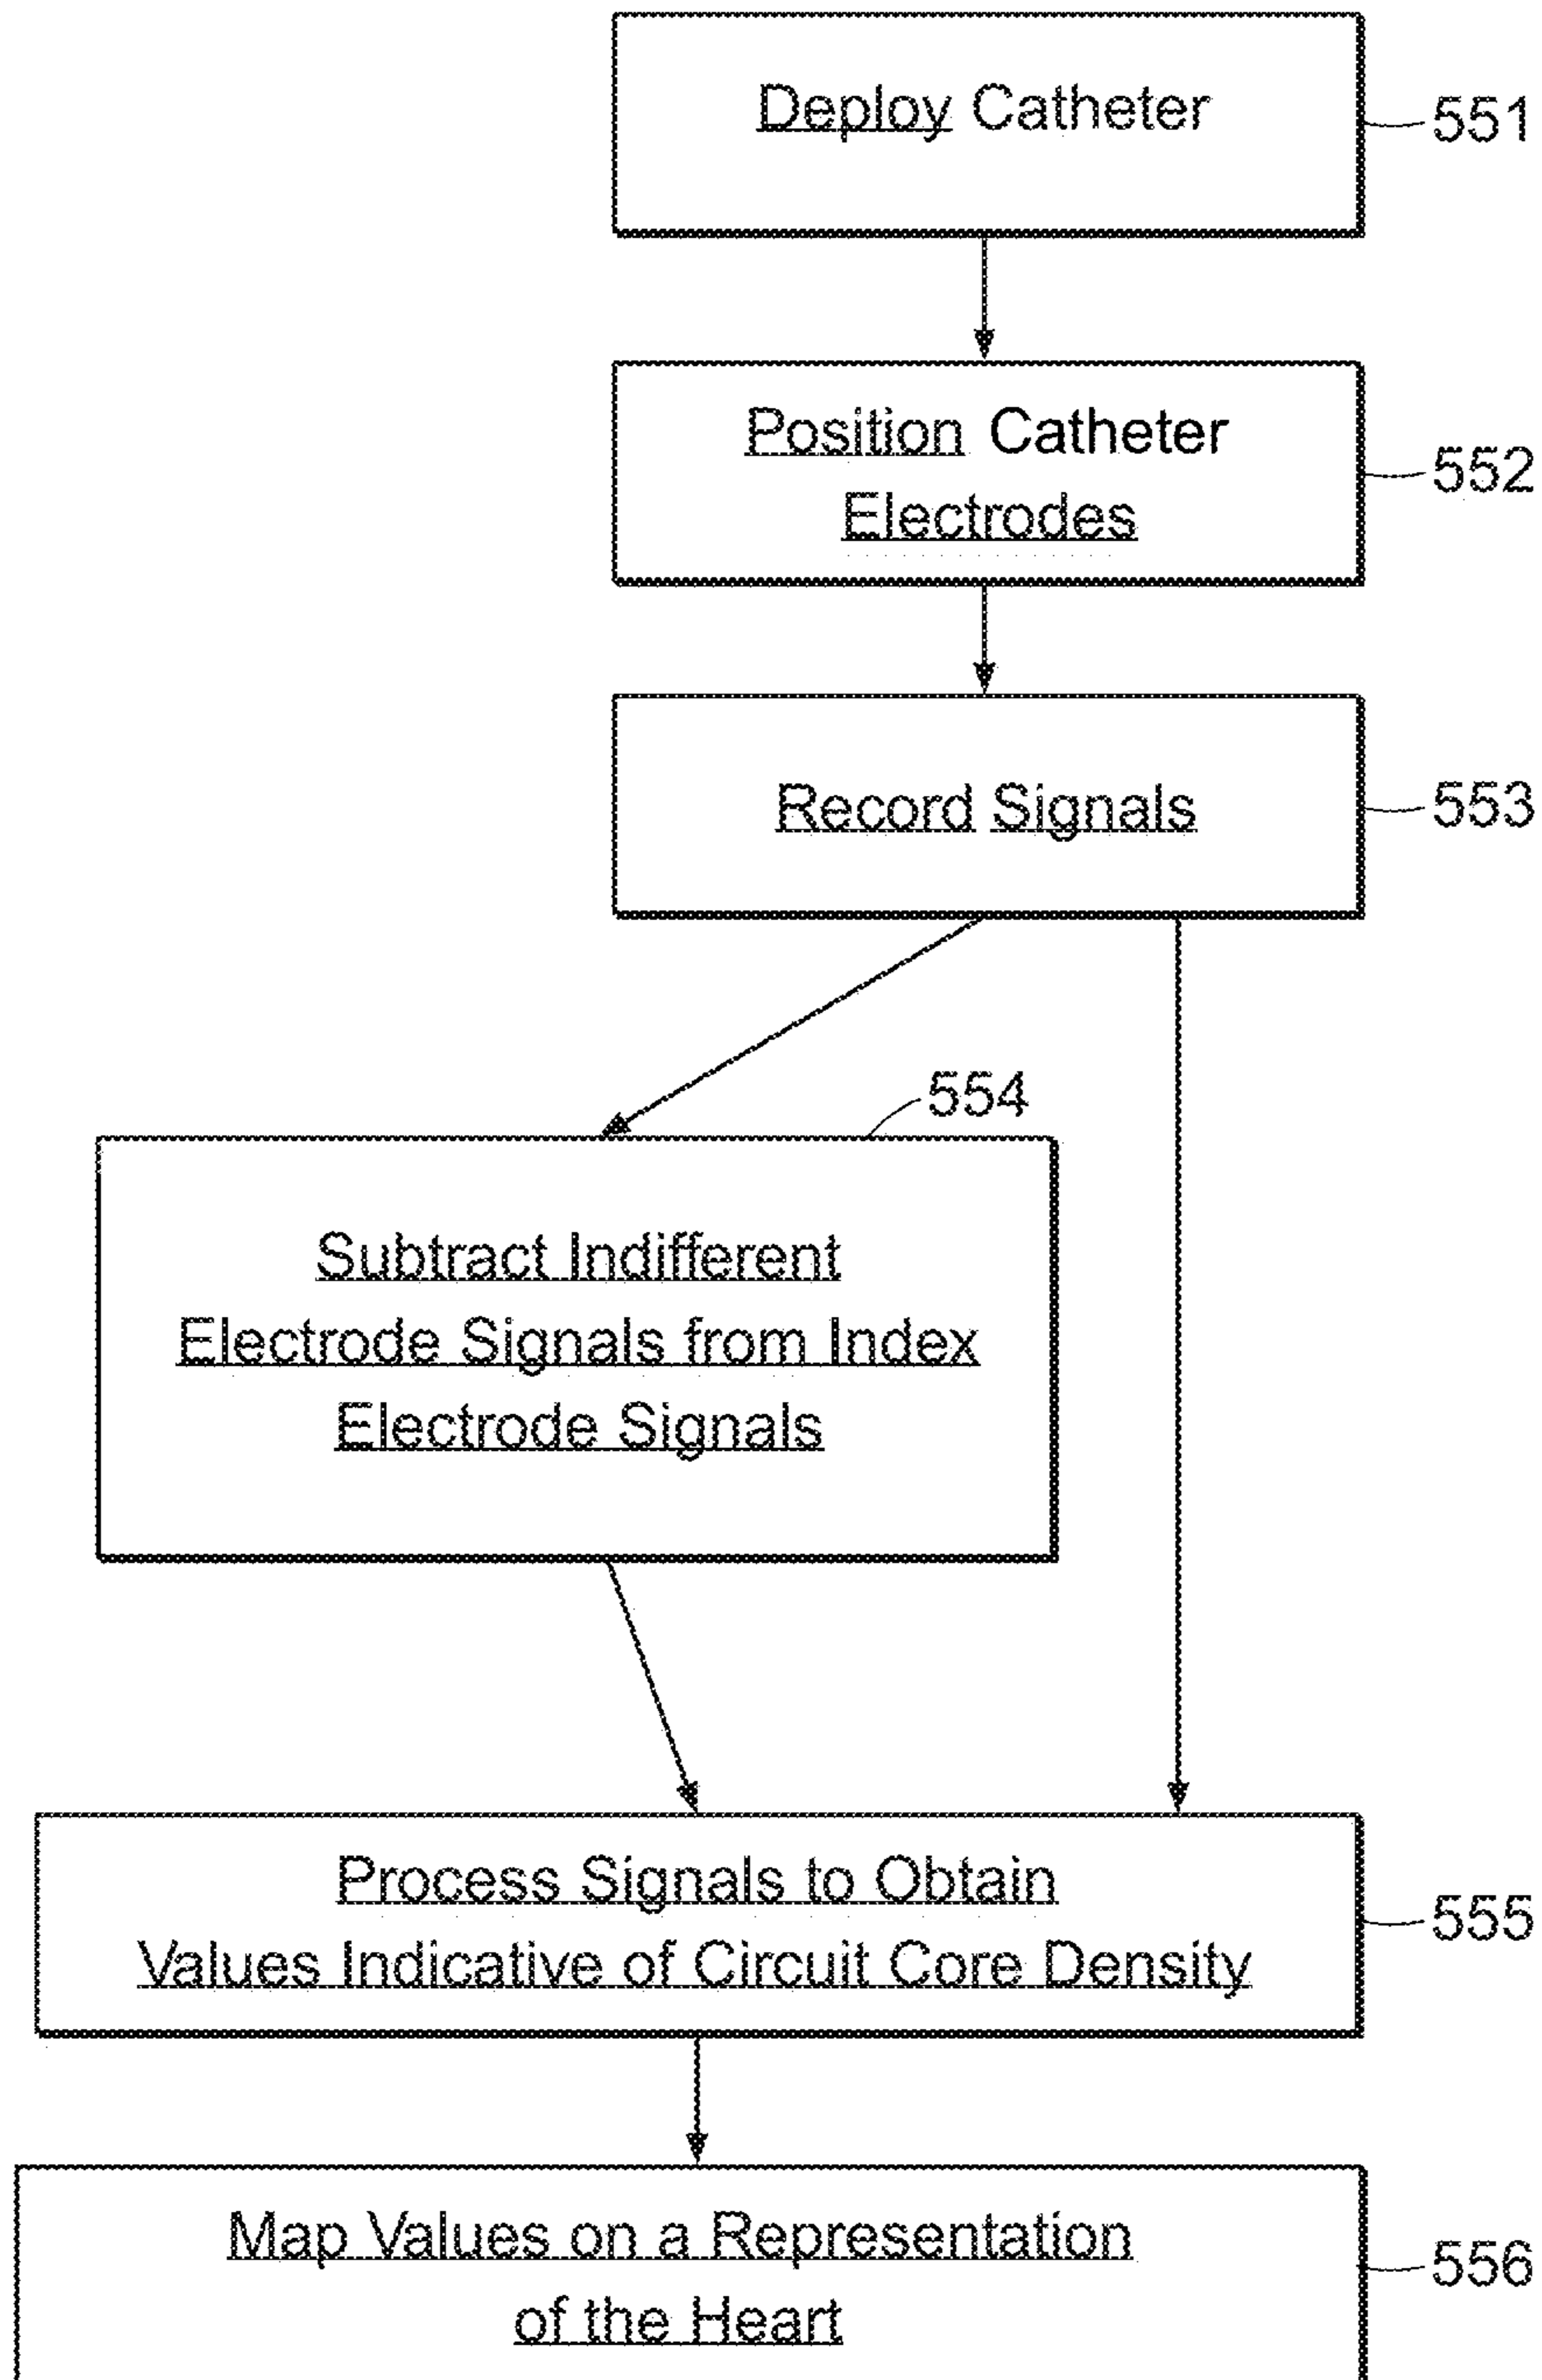 Deploy Catheter
551
Position Catheter
Electrodes
552
Record Signals
553
554
Subtract Indifferent
Electrode Signals from Index
Electrode Signals
Process Signals to Obtain
Values Indicative of Circuit Core Density
555
Map Values on a Representation
of the Heart
556